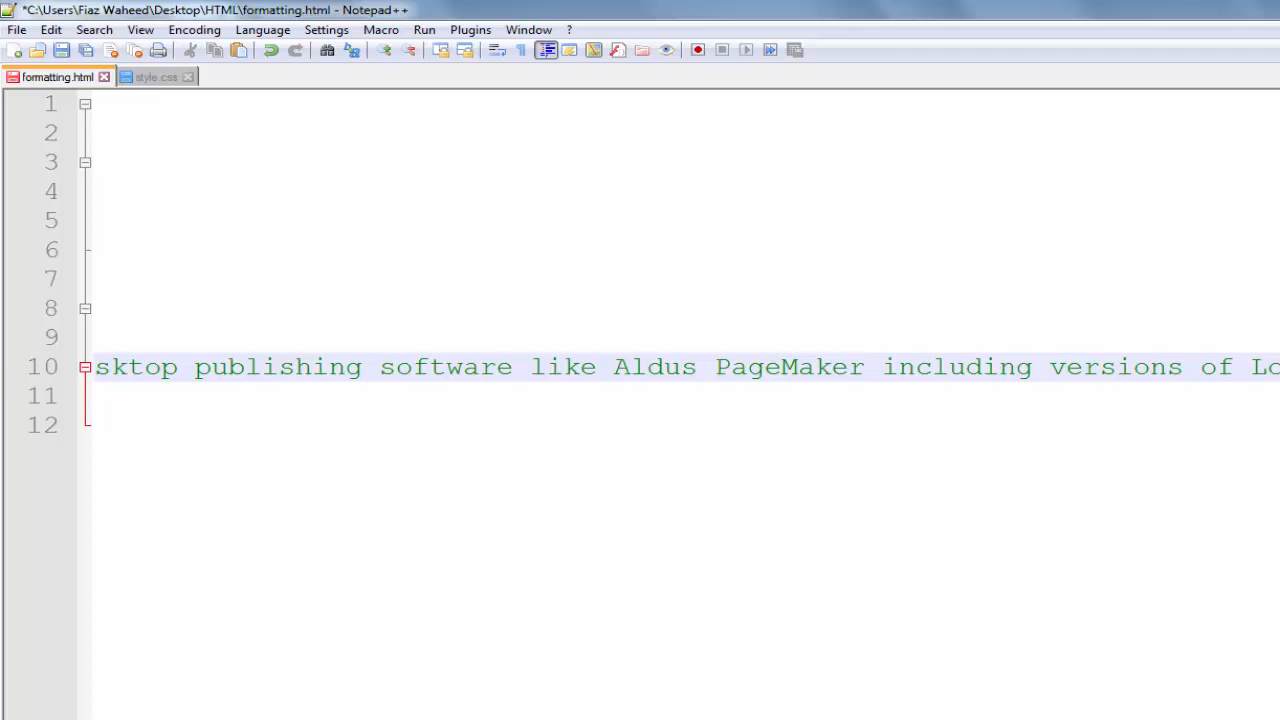 *C:\Users\Fiaz Waheed\Desktop\HTML\formatting.html - Notepad++
File Edit Search View Encoding Language Settings Macro Run Plugins Window ?
formatting.html style.css
1
2
3
4
5
6
7
8
9
10 sktop publishing software like Aldus PageMaker including versions of Lo
11
12